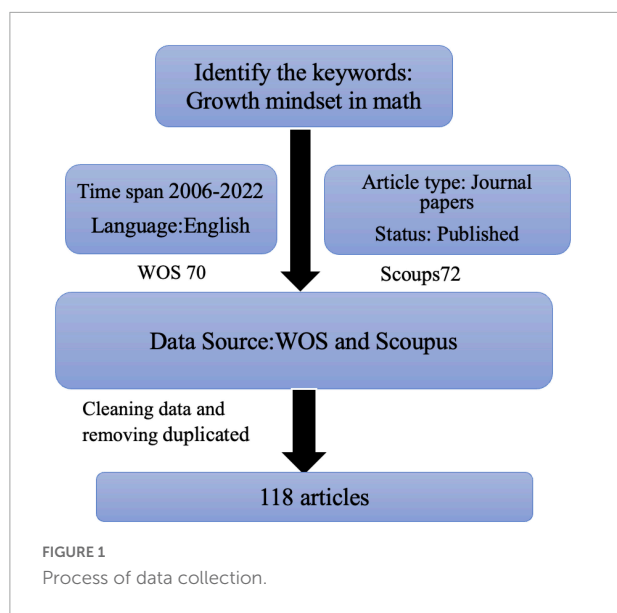 Identify the keywords:
Growth mindset in math
Time span 2006-2022
Language:English
Article type: Journal
papers
Status: Published
WOS 70
Scoups72
Data Source:WOS and Scoupus
Cleaning data and
removing duplicated
118 articles
FIGURE 1
Process of data collection.